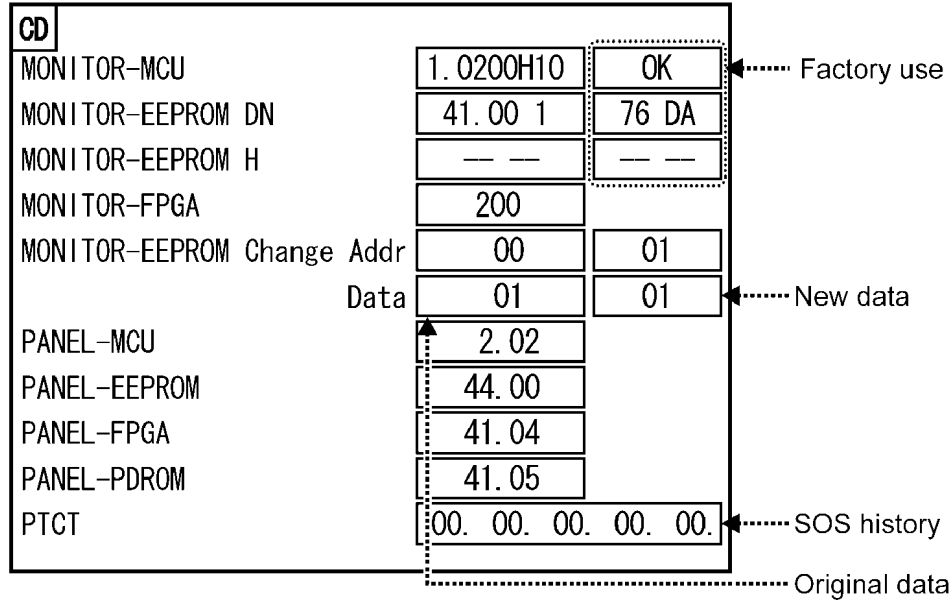 CD
MONITOR-MCU 1.0200H10 OK Factory use
MONITOR-EEPROM DN 41.00 1 76 DA
MONITOR-EEPROM H -- -- -- --
MONITOR-FPGA 200
MONITOR-EEPROM Change Addr 00 01
Data 01 01 New data
PANEL-MCU 2.02
PANEL-EEPROM 44.00
PANEL-FPGA 41.04
PANEL-PDROM 41.05
PTCT 00. 00. 00. 00. 00. SOS history
Original data